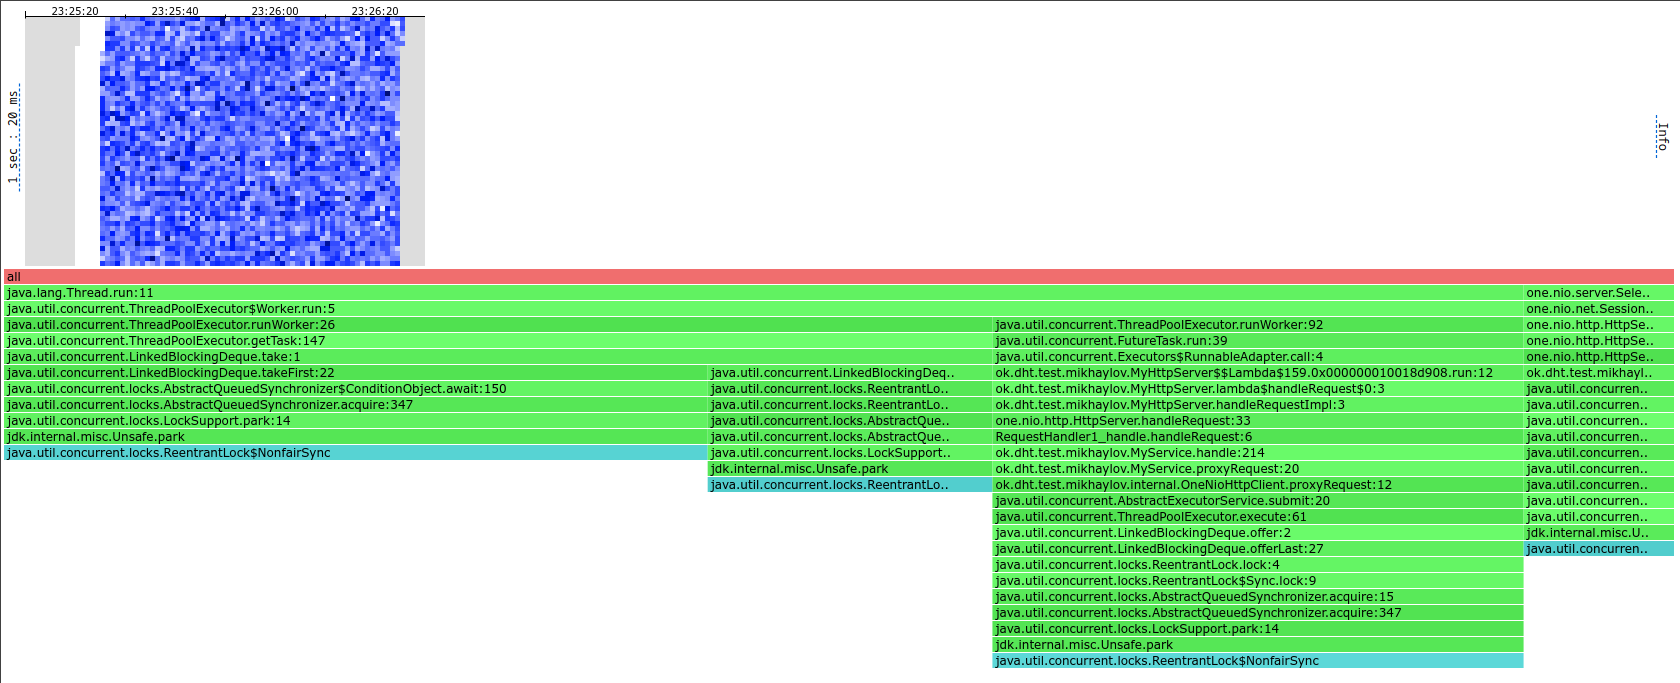 23:25:20 23:25:40 23:26:00 23:26:20
1 sec : 20 ms
Info
all
java.lang.Thread.run:11 one.nio.server.Sele..
java.util.concurrent.ThreadPoolExecutor$Worker.run:5 one.nio.net.Session..
java.util.concurrent.ThreadPoolExecutor.runWorker:26 java.util.concurrent.ThreadPoolExecutor.runWorker:92 one.nio.http.HttpSe..
java.util.concurrent.ThreadPoolExecutor.getTask:147 java.util.concurrent.FutureTask.run:39 one.nio.http.HttpSe..
java.util.concurrent.LinkedBlockingDeque.take:1 java.util.concurrent.Executors$RunnableAdapter.call:4 one.nio.http.HttpSe..
java.util.concurrent.LinkedBlockingDeque.takeFirst:22 java.util.concurrent.LinkedBlockingDeq.. ok.dht.test.mikhaylov.MyHttpServer$$Lambda$159.0x000000010018d908.run:12 ok.dht.test.mikhayl..
java.util.concurrent.locks.AbstractQueuedSynchronizer$ConditionObject.await:150 java.util.concurrent.locks.ReentrantLo.. ok.dht.test.mikhaylov.MyHttpServer.lambda$handleRequest$0:3 java.util.concurren..
java.util.concurrent.locks.AbstractQueuedSynchronizer.acquire:347 java.util.concurrent.locks.ReentrantLo.. ok.dht.test.mikhaylov.MyHttpServer.handleRequestImpl:3 java.util.concurren..
java.util.concurrent.locks.LockSupport.park:14 java.util.concurrent.locks.AbstractQue.. one.nio.http.HttpServer.handleRequest:33 java.util.concurren..
jdk.internal.misc.Unsafe.park java.util.concurrent.locks.AbstractQue.. RequestHandler1_handle.handleRequest:6 java.util.concurren..
java.util.concurrent.locks.ReentrantLock$NonfairSync java.util.concurrent.locks.LockSupport.. ok.dht.test.mikhaylov.MyService.handle:214 java.util.concurren..
jdk.internal.misc.Unsafe.park ok.dht.test.mikhaylov.MyService.proxyRequest:20 java.util.concurren..
java.util.concurrent.locks.ReentrantLo.. ok.dht.test.mikhaylov.internal.OneNioHttpClient.proxyRequest:12 java.util.concurren..
java.util.concurrent.AbstractExecutorService.submit:20 java.util.concurren..
java.util.concurrent.ThreadPoolExecutor.execute:61 java.util.concurren..
java.util.concurrent.LinkedBlockingDeque.offer:2 jdk.internal.misc.U..
java.util.concurrent.LinkedBlockingDeque.offerLast:27 java.util.concurren..
java.util.concurrent.locks.ReentrantLock.lock:4
java.util.concurrent.locks.ReentrantLock$Sync.lock:9
java.util.concurrent.locks.AbstractQueuedSynchronizer.acquire:15
java.util.concurrent.locks.AbstractQueuedSynchronizer.acquire:347
java.util.concurrent.locks.LockSupport.park:14
jdk.internal.misc.Unsafe.park
java.util.concurrent.locks.ReentrantLock$NonfairSync